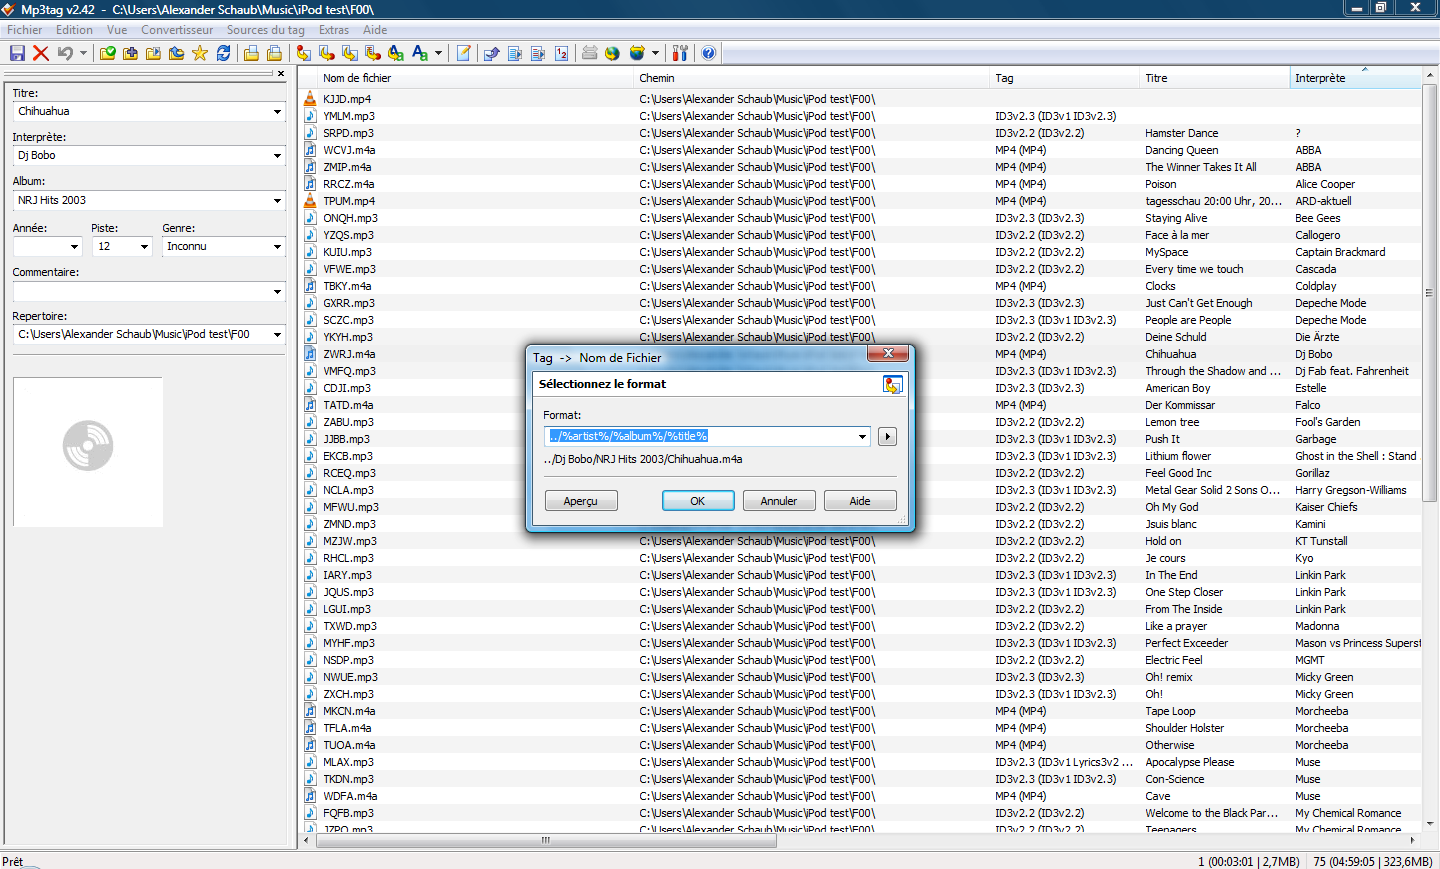 Mp3tag v2.42 - C:\Users\Alexander Schaub\Music\iPod test\F00\
Fichier Edition Vue Convertisseur Sources du tag Extras Aide
Titre:
Chihuahua
Interprète:
Dj Bobo
Album:
NRJ Hits 2003
Année: Piste: Genre:
12 Inconnu
Commentaire:
Repertoire:
C:\Users\Alexander Schaub\Music\iPod test\F00
Nom de fichier Chemin Tag Titre Interprète
KJJD.mp4 C:\Users\Alexander Schaub\Music\iPod test\F00\
YMLM.mp3 C:\Users\Alexander Schaub\Music\iPod test\F00\ ID3v2.3 (ID3v1 ID3v2.3)
SRPD.mp3 C:\Users\Alexander Schaub\Music\iPod test\F00\ ID3v2.2 (ID3v2.2) Hamster Dance ?
WCVJ.m4a C:\Users\Alexander Schaub\Music\iPod test\F00\ MP4 (MP4) Dancing Queen ABBA
ZMIP.m4a C:\Users\Alexander Schaub\Music\iPod test\F00\ MP4 (MP4) The Winner Takes It All ABBA
RRCZ.m4a C:\Users\Alexander Schaub\Music\iPod test\F00\ MP4 (MP4) Poison Alice Cooper
TPUM.mp4 C:\Users\Alexander Schaub\Music\iPod test\F00\ MP4 (MP4) tagesschau 20:00 Uhr, 20... ARD-aktuell
ONQH.mp3 C:\Users\Alexander Schaub\Music\iPod test\F00\ ID3v2.3 (ID3v2.3) Staying Alive Bee Gees
YZQS.mp3 C:\Users\Alexander Schaub\Music\iPod test\F00\ ID3v2.2 (ID3v2.2) Face à la mer Callogero
KUIU.mp3 C:\Users\Alexander Schaub\Music\iPod test\F00\ ID3v2.2 (ID3v2.2) MySpace Captain Brackmard
VFWE.mp3 C:\Users\Alexander Schaub\Music\iPod test\F00\ ID3v2.2 (ID3v2.2) Every time we touch Cascada
TBKY.m4a C:\Users\Alexander Schaub\Music\iPod test\F00\ MP4 (MP4) Clocks Coldplay
GXRR.mp3 C:\Users\Alexander Schaub\Music\iPod test\F00\ ID3v2.3 (ID3v2.3) Just Can't Get Enough Depeche Mode
SCZC.mp3 C:\Users\Alexander Schaub\Music\iPod test\F00\ ID3v2.3 (ID3v1 ID3v2.3) People are People Depeche Mode
YKYH.mp3 C:\Users\Alexander Schaub\Music\iPod test\F00\ ID3v2.2 (ID3v2.2) Deine Schuld Die Ärzte
ZWRJ.m4a MP4 (MP4) Chihuahua Dj Bobo
VMFQ.mp3 ID3v2.3 (ID3v1 ID3v2.3) Through the Shadow and ... Dj Fab feat. Fahrenheit
CDJI.mp3 ID3v2.3 (ID3v2.3) American Boy Estelle
TATD.m4a MP4 (MP4) Der Kommissar Falco
ZABU.mp3 ID3v2.2 (ID3v2.2) Lemon tree Fool's Garden
JJBB.mp3 ID3v2.3 (ID3v1 ID3v2.3) Push It Garbage
EKCB.mp3 ID3v2.3 (ID3v1 ID3v2.3) Lithium flower Ghost in the Shell : Stand
RCEQ.mp3 ID3v2.2 (ID3v2.2) Feel Good Inc Gorillaz
NCLA.mp3 ID3v2.3 (ID3v1 ID3v2.3) Metal Gear Solid 2 Sons O... Harry Gregson-Williams
MFWU.mp3 ID3v2.2 (ID3v2.2) Oh My God Kaiser Chiefs
ZMND.mp3 ID3v2.2 (ID3v2.2) Jsuis blanc Kamini
MZJW.mp3 C:\Users\Alexander Schaub\Music\iPod test\F00\ ID3v2.2 (ID3v2.2) Hold on KT Tunstall
RHCL.mp3 C:\Users\Alexander Schaub\Music\iPod test\F00\ ID3v2.2 (ID3v2.2) Je cours Kyo
IARY.mp3 C:\Users\Alexander Schaub\Music\iPod test\F00\ ID3v2.3 (ID3v1 ID3v2.3) In The End Linkin Park
JQUS.mp3 C:\Users\Alexander Schaub\Music\iPod test\F00\ ID3v2.3 (ID3v1 ID3v2.3) One Step Closer Linkin Park
LGUI.mp3 C:\Users\Alexander Schaub\Music\iPod test\F00\ ID3v2.2 (ID3v2.2) From The Inside Linkin Park
TXWD.mp3 C:\Users\Alexander Schaub\Music\iPod test\F00\ ID3v2.2 (ID3v2.2) Like a prayer Madonna
MYHF.mp3 C:\Users\Alexander Schaub\Music\iPod test\F00\ ID3v2.3 (ID3v1 ID3v2.3) Perfect Exceeder Mason vs Princess Superst
NSDP.mp3 C:\Users\Alexander Schaub\Music\iPod test\F00\ ID3v2.2 (ID3v2.2) Electric Feel MGMT
NWUE.mp3 C:\Users\Alexander Schaub\Music\iPod test\F00\ ID3v2.3 (ID3v2.3) Oh! remix Micky Green
ZXCH.mp3 C:\Users\Alexander Schaub\Music\iPod test\F00\ ID3v2.3 (ID3v1 ID3v2.3) Oh! Micky Green
MKCN.m4a C:\Users\Alexander Schaub\Music\iPod test\F00\ MP4 (MP4) Tape Loop Morcheeba
TFLA.m4a C:\Users\Alexander Schaub\Music\iPod test\F00\ MP4 (MP4) Shoulder Holster Morcheeba
TUOA.m4a C:\Users\Alexander Schaub\Music\iPod test\F00\ MP4 (MP4) Otherwise Morcheeba
MLAX.mp3 C:\Users\Alexander Schaub\Music\iPod test\F00\ ID3v2.3 (ID3v1 Lyrics3v2 ... Apocalypse Please Muse
TKDN.mp3 C:\Users\Alexander Schaub\Music\iPod test\F00\ ID3v2.3 (ID3v1 ID3v2.3) Con-Science Muse
WDFA.m4a C:\Users\Alexander Schaub\Music\iPod test\F00\ MP4 (MP4) Cave Muse
FQFB.mp3 C:\Users\Alexander Schaub\Music\iPod test\F00\ ID3v2.2 (ID3v2.2) Welcome to the Black Par... My Chemical Romance
JZPO.mp3 C:\Users\Alexander Schaub\Music\iPod test\F00\ ID3v2.2 (ID3v2.2) Teenagers My Chemical Romance
Tag -> Nom de Fichier
Sélectionnez le format
Format:
../%artist%/%album%/%title%
../Dj Bobo/NRJ Hits 2003/Chihuahua.m4a
Aperçu OK Annuler Aide
Prêt 1 (00:03:01 | 2,7MB) 75 (04:59:05 | 323,6MB)